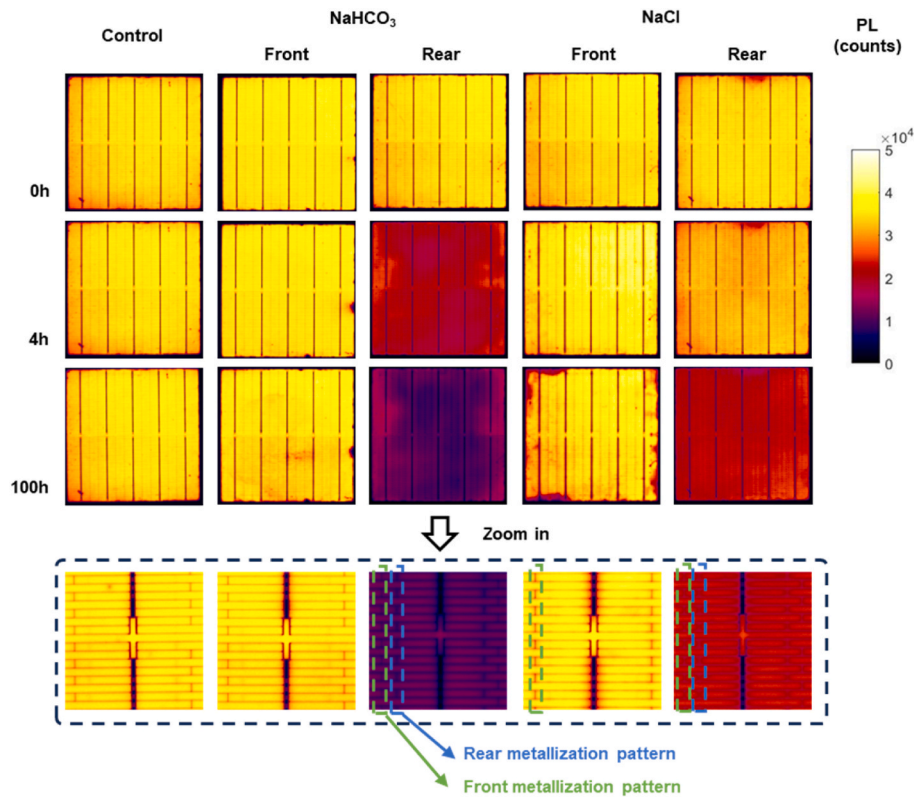 Control
NaHCO₃
NaCl
PL
(counts)
Front
Rear
Front
Rear
×10⁴
5
4
3
2
1
0
0h
4h
100h
Zoom in
Rear metallization pattern
Front metallization pattern